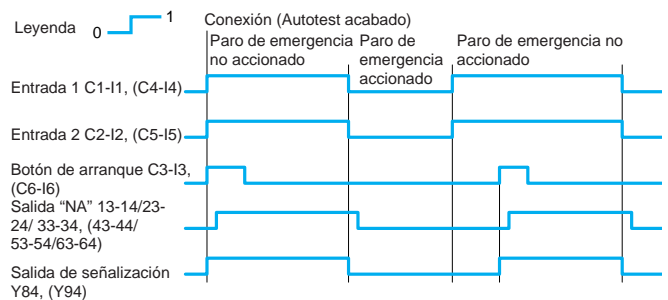 Leyenda 0 1
Conexión (Autotest acabado)
Paro de emergencia
no accionado
Paro de
emergencia
accionado
Paro de emergencia no
accionado
Entrada 1 C1-I1, (C4-I4)
Entrada 2 C2-I2, (C5-I5)
Botón de arranque C3-I3,
(C6-I6)
Salida “NA” 13-14/23-
24/ 33-34, (43-44/
53-54/63-64)
Salida de señalización
Y84, (Y94)